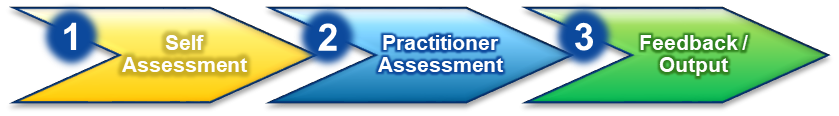 1
Self
Assessment
2
Practitioner
Assessment
3
Feedback /
Output